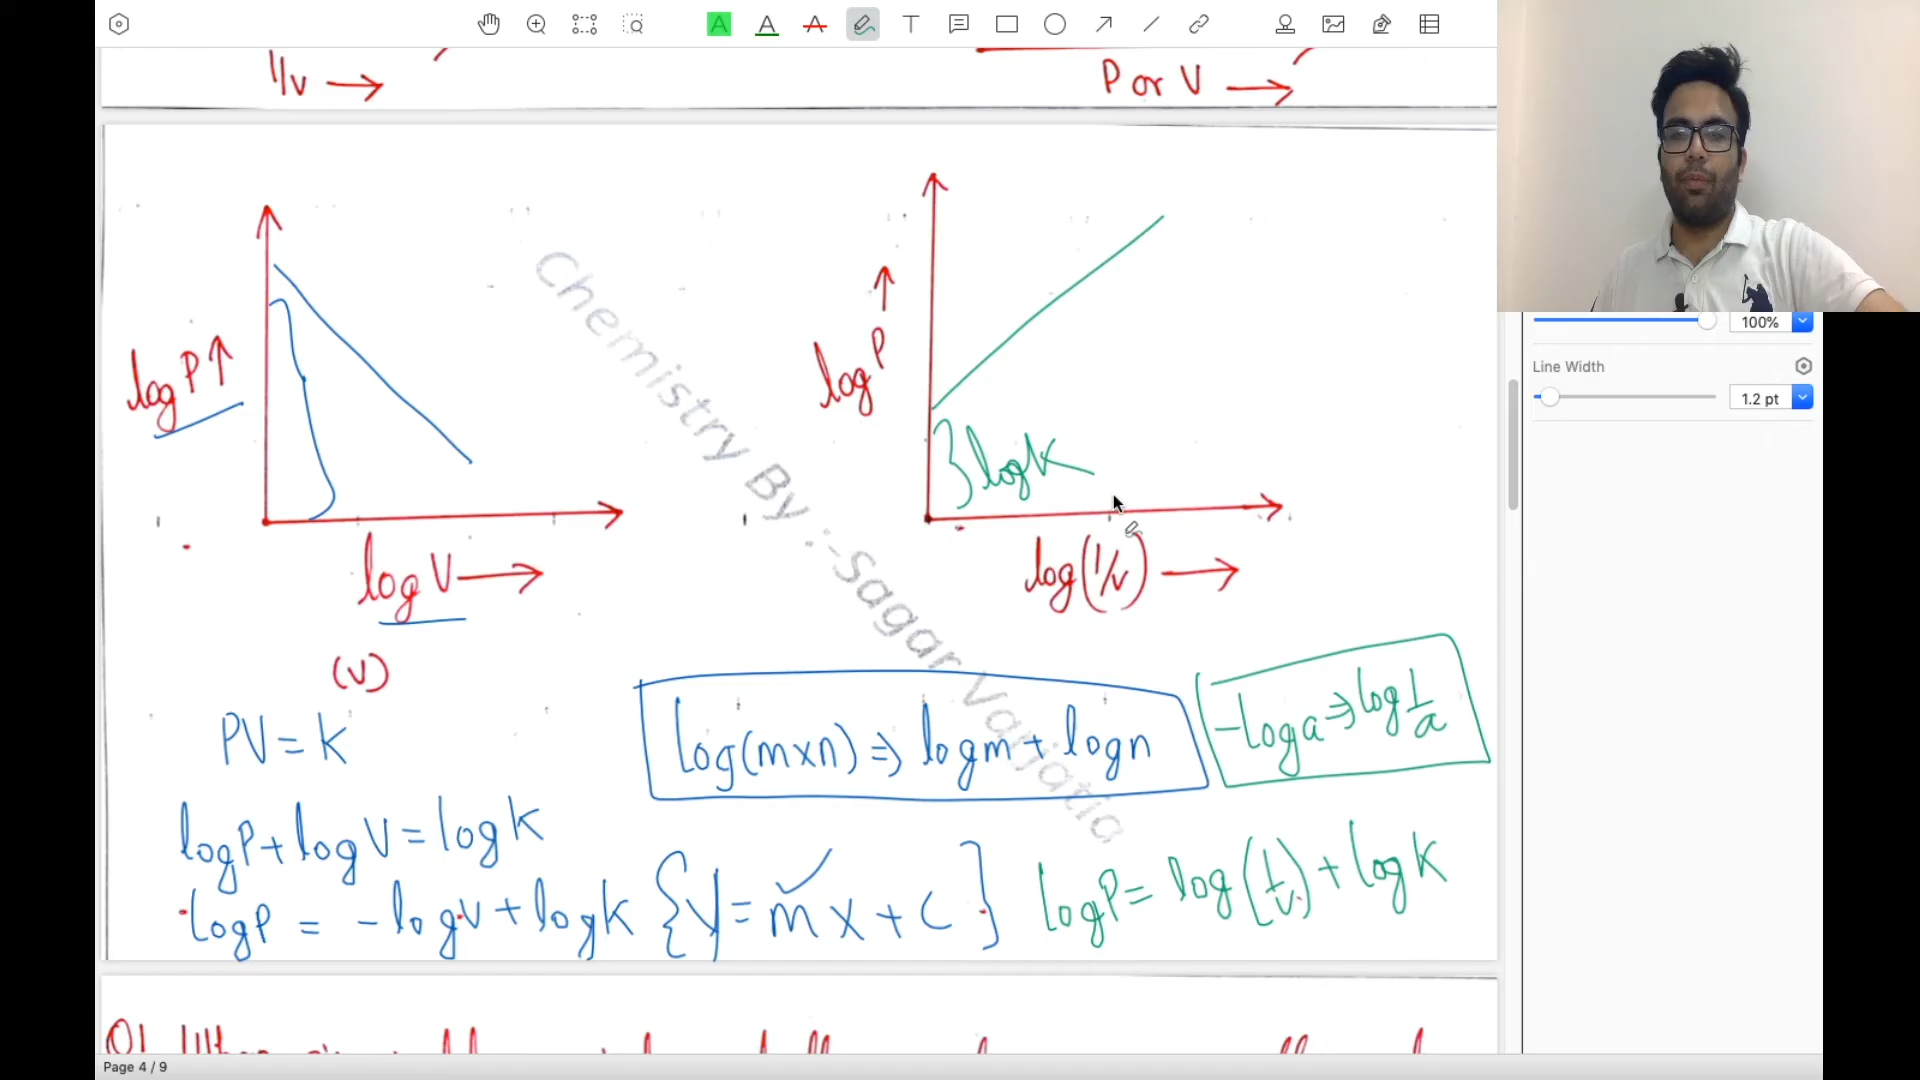 1/V →
P or V →
log P ↑
log V →
(V)
log P ↑
} log K
log(1/V) →
Chemistry By :- Sagar Vanjatia
100%
Line Width
1.2 pt
PV = K
log(m×n) ⇒ log m + log n
-log a ⇒ log 1/a
log P + log V = log K
log P = -log V + log K { y = mx + c }
log P = log(1/V) + log K
Page 4 / 9